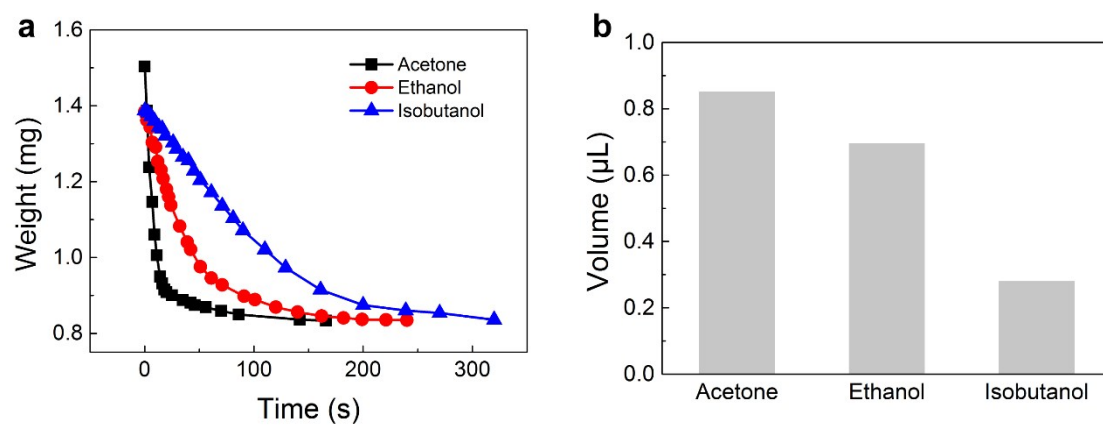 a
1.6
1.4
1.2
1.0
0.8
Weight (mg)
Acetone
Ethanol
Isobutanol
0
100
200
300
Time (s)
b
1.0
0.8
0.6
0.4
0.2
0.0
Volume (µL)
Acetone
Ethanol
Isobutanol